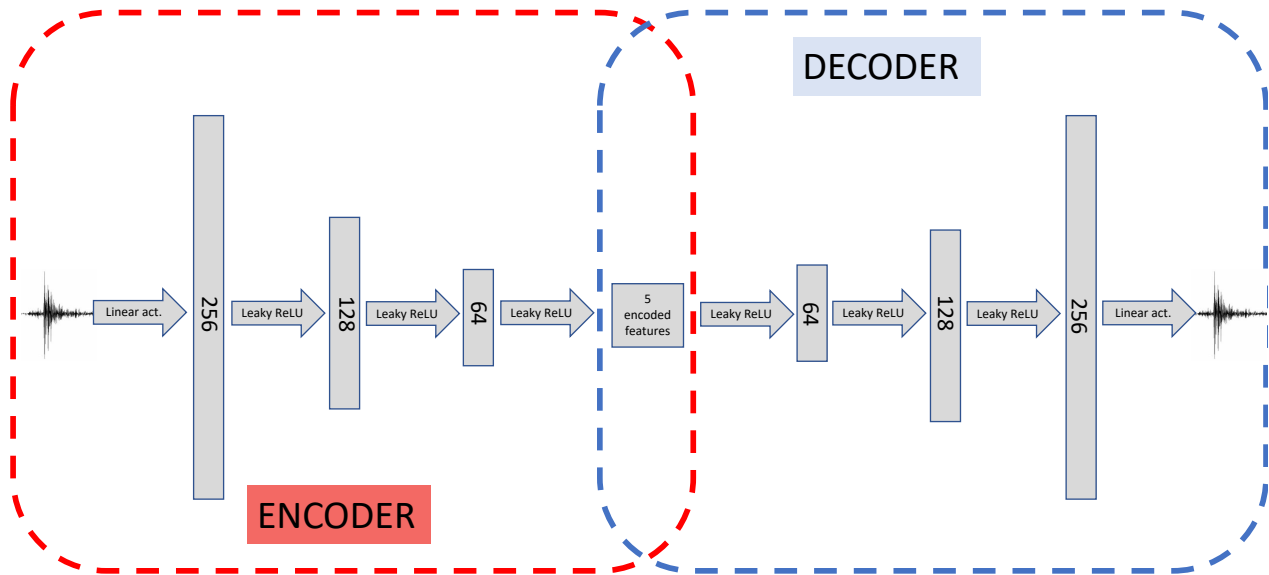 DECODER
Linear act.
256
Leaky ReLU
128
Leaky ReLU
64
Leaky ReLU
5
encoded
features
Leaky ReLU
64
Leaky ReLU
128
Leaky ReLU
256
Linear act.
ENCODER